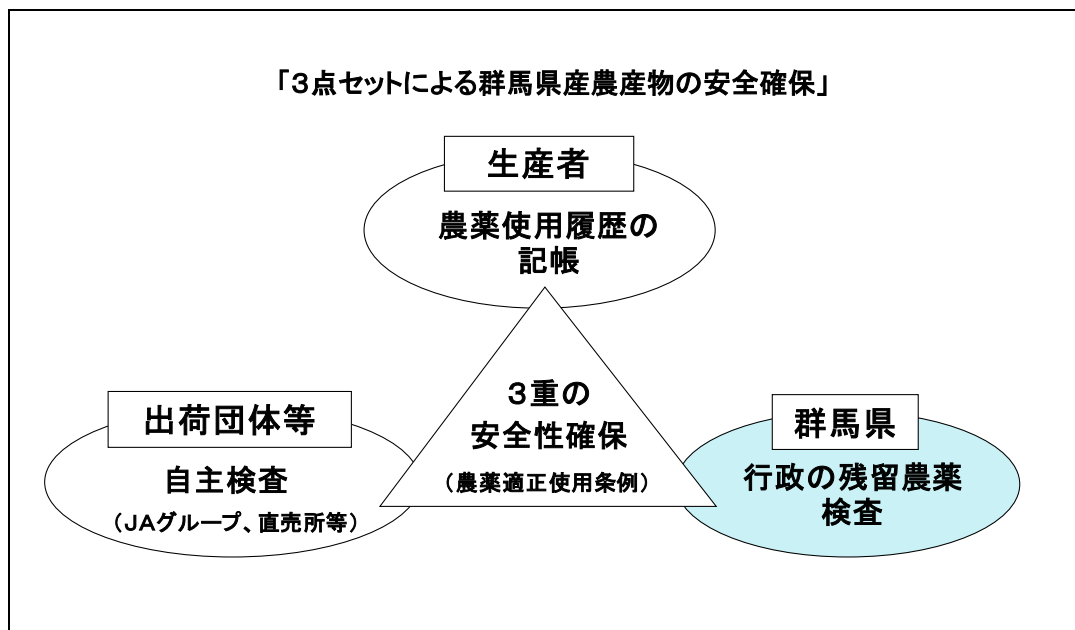 「３点セットによる群馬県産農産物の安全確保」
生産者
農薬使用履歴の
記帳
３重の
安全性確保
（農薬適正使用条例）
出荷団体等
自主検査
（ＪＡグループ、直売所等）
群馬県
行政の残留農薬
検査